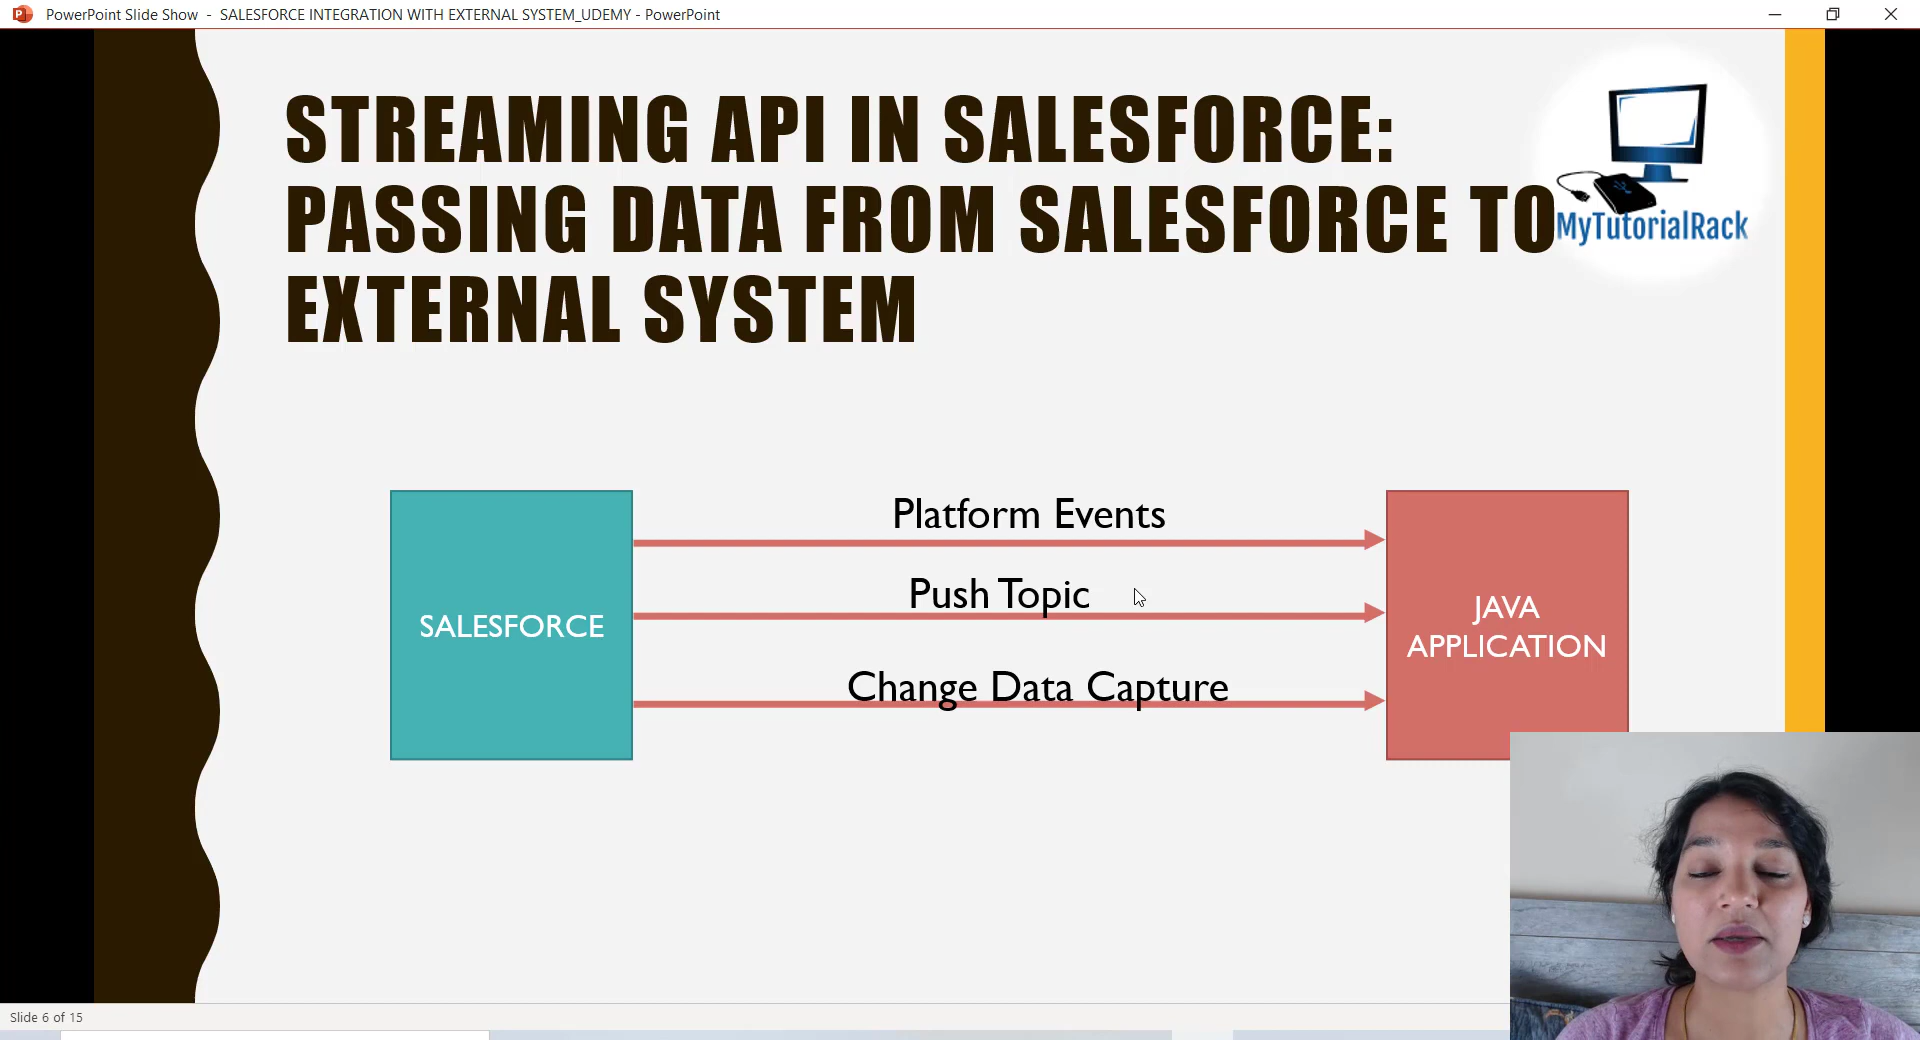 PowerPoint Slide Show - SALESFORCE INTEGRATION WITH EXTERNAL SYSTEM_UDEMY - PowerPoint
STREAMING API IN SALESFORCE:
PASSING DATA FROM SALESFORCE TO
EXTERNAL SYSTEM
MyTutorialRack
Platform Events
Push Topic
Change Data Capture
SALESFORCE
JAVA
APPLICATION
Slide 6 of 15